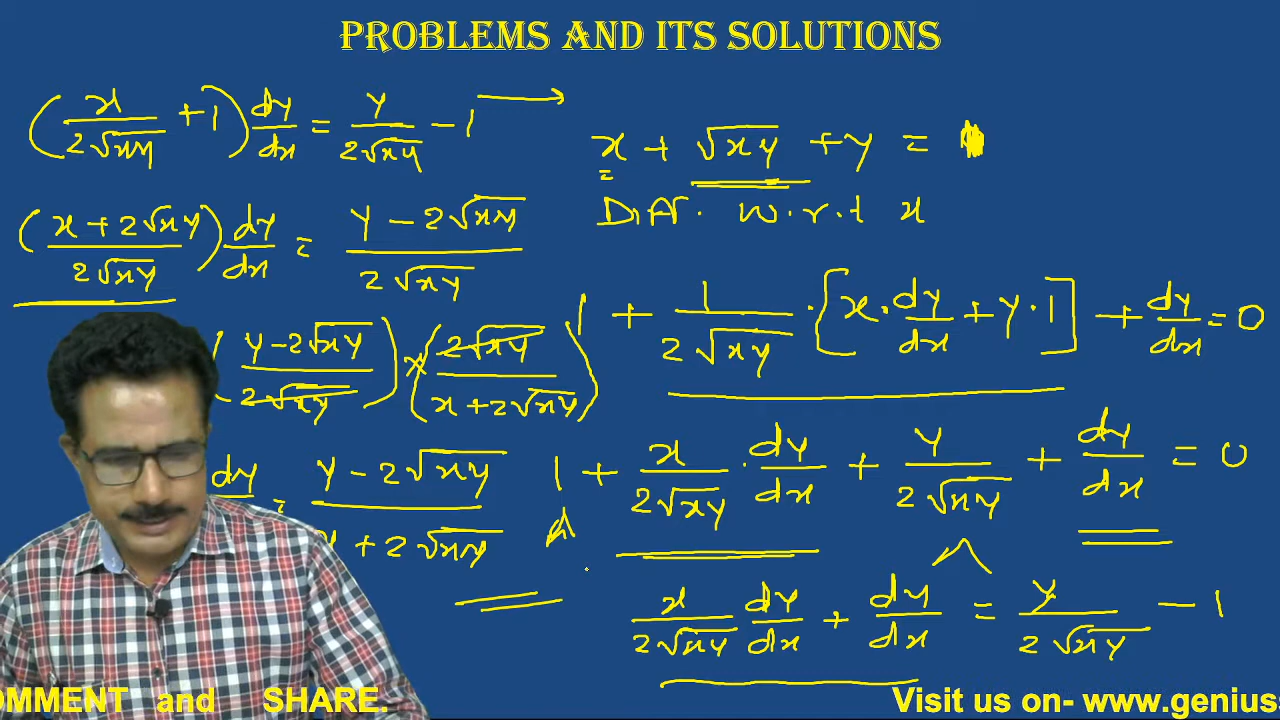 PROBLEMS AND ITS SOLUTIONS
x + √xy + y =
Diff. w.r.t x
1 + 1/(2√xy) · [x · dy/dx + y · 1] + dy/dx = 0
1 + x/(2√xy) · dy/dx + y/(2√xy) + dy/dx = 0
x/(2√xy) dy/dx + dy/dx = y/(2√xy) - 1
(x/(2√xy) + 1) dy/dx = y/(2√xy) - 1
((x + 2√xy)/(2√xy)) dy/dx = (y - 2√xy)/(2√xy)
((y - 2√xy)/(2√xy)) × ((2√xy)/(x + 2√xy))
dy = (y - 2√xy)/(x + 2√xy)
OMMENT and SHARE.
Visit us on- www.genius